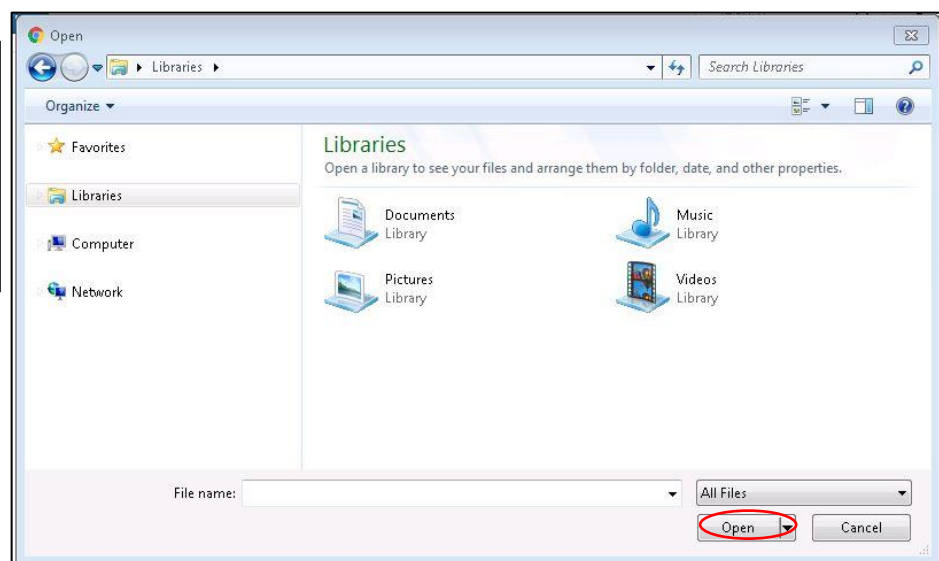 Open
Libraries
Search Libraries
Organize
Favorites
Libraries
Computer
Network
Libraries
Open a library to see your files and arrange them by folder, date, and other properties.
Documents
Library
Music
Library
Pictures
Library
Videos
Library
File name:
All Files
Open
Cancel